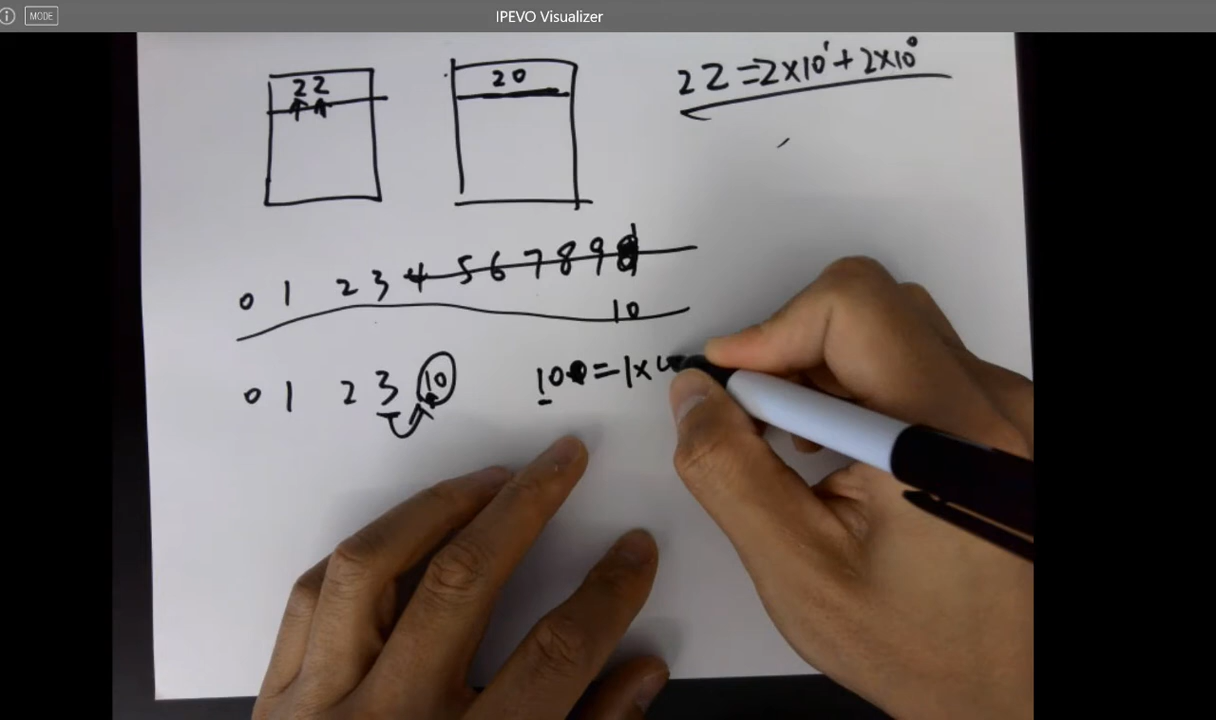 MODE
IPEVO Visualizer
22
20
22=2×10¹+2×10⁰
0 1 2 3 4 5 6 7 8 9
10
0 1 2 3 10
10
=1×4